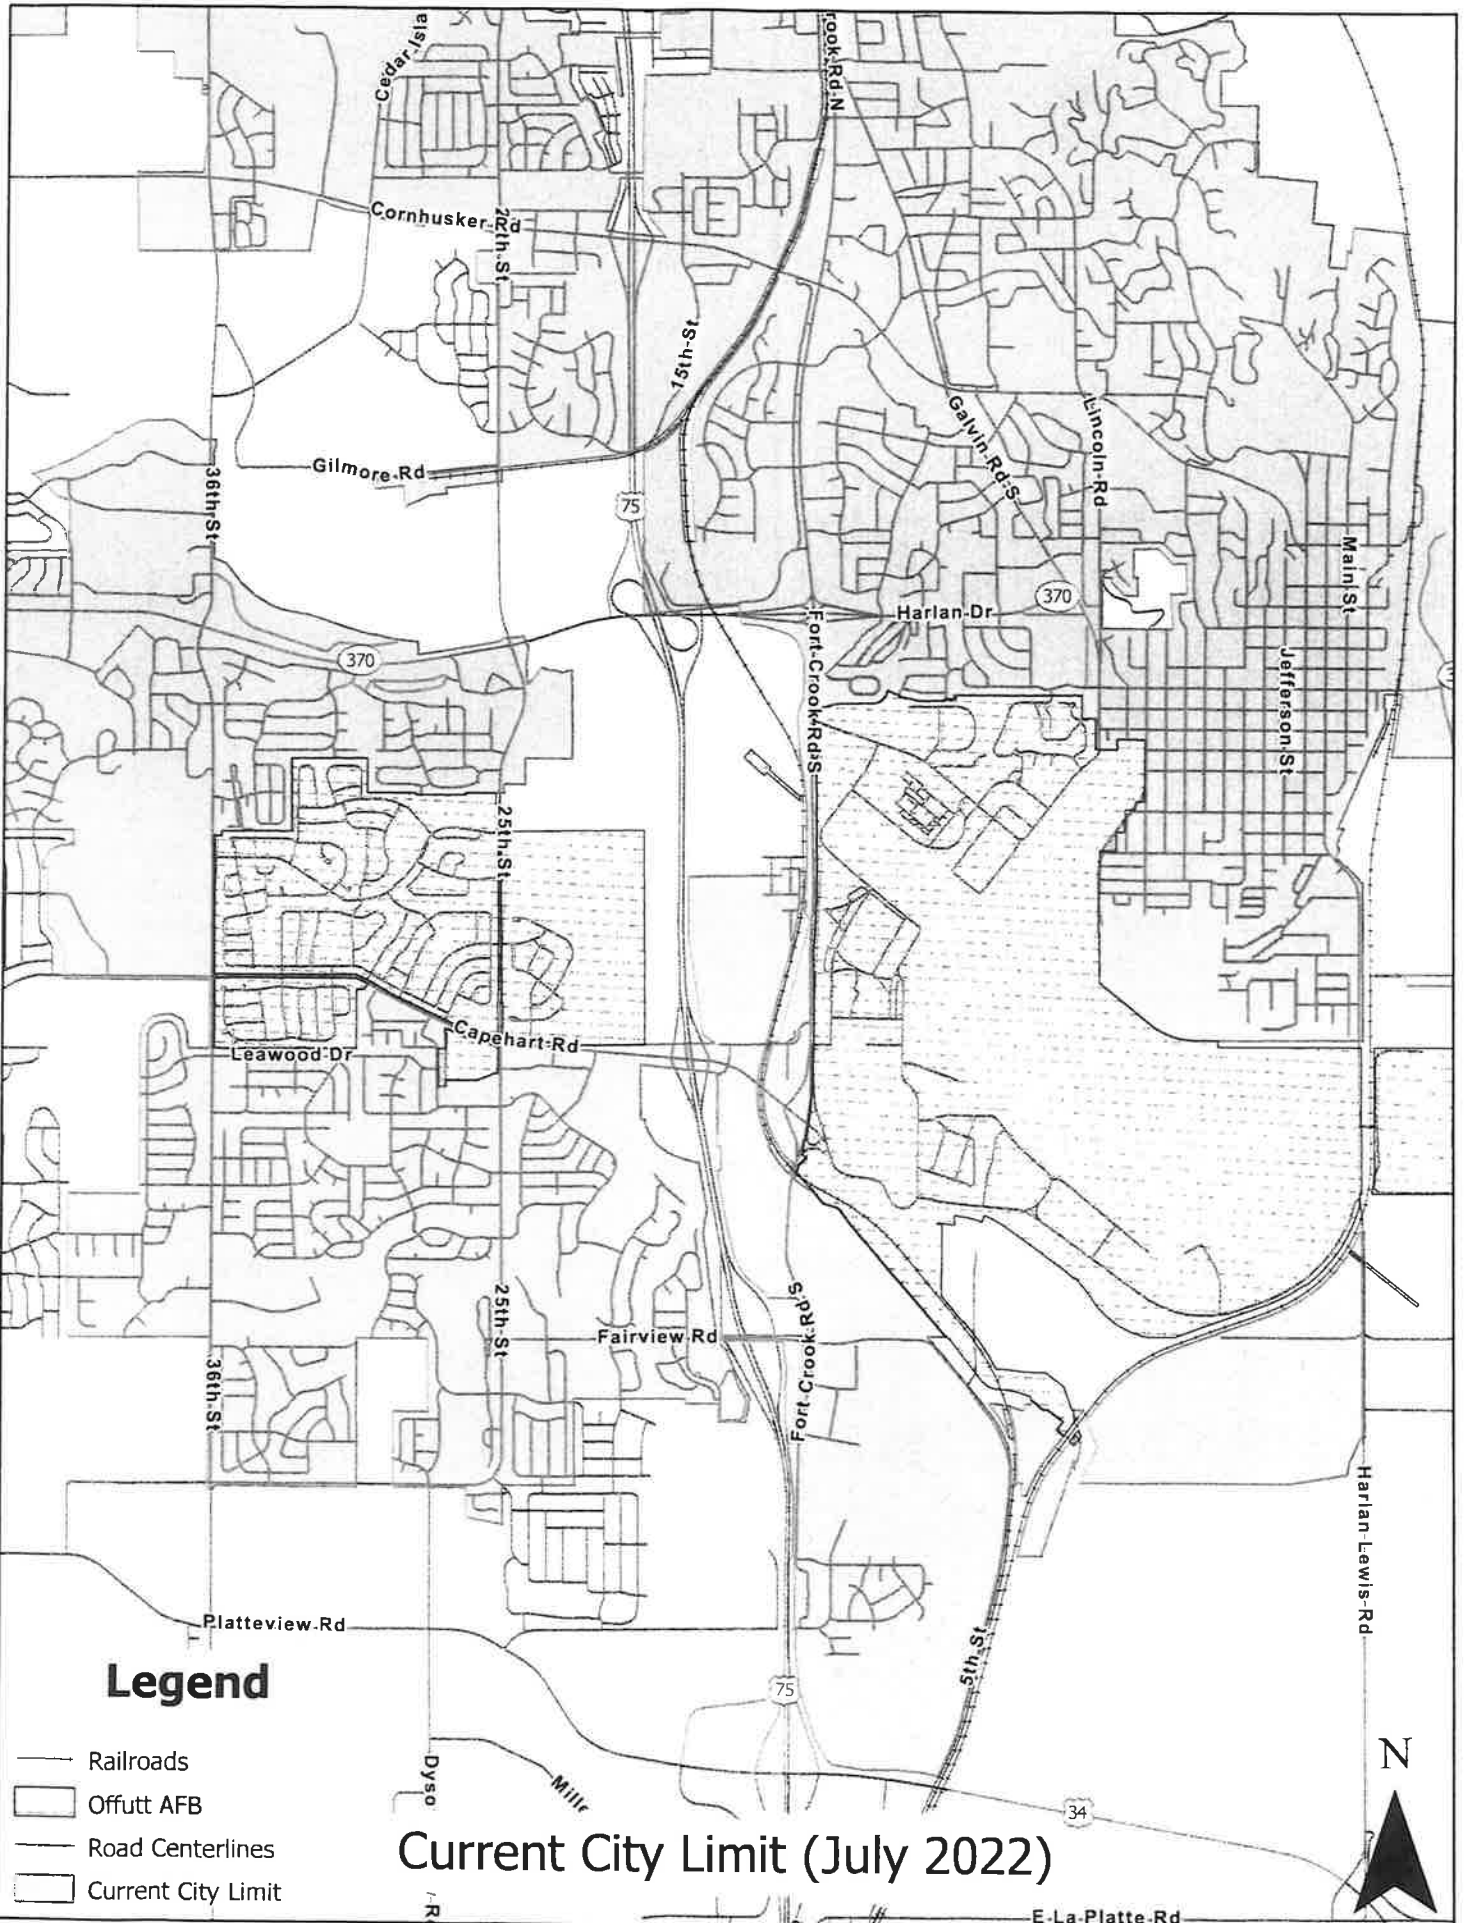 Cedar-Isla
rook-Rd-N
Cornhusker-Rd
25th-St
15th-St
Gilmore-Rd
36th-St
75
Galvin-Rd-S
Lincoln-Rd
Main-St
370
Harlan-Dr
370
Fort-Crook-Rd-S
Jefferson-St
25th-St
Capehart-Rd
Leawood-Dr
25th-St
Fairview-Rd
Fort-Crook-Rd-S
36th-St
Harlan-Lewis-Rd
Platteview-Rd
5th-St
75
Legend
Railroads
Offutt AFB
Road Centerlines
Current City Limit
Dyso
Mille
34
N
Current City Limit (July 2022)
E-La-Platte-Rd